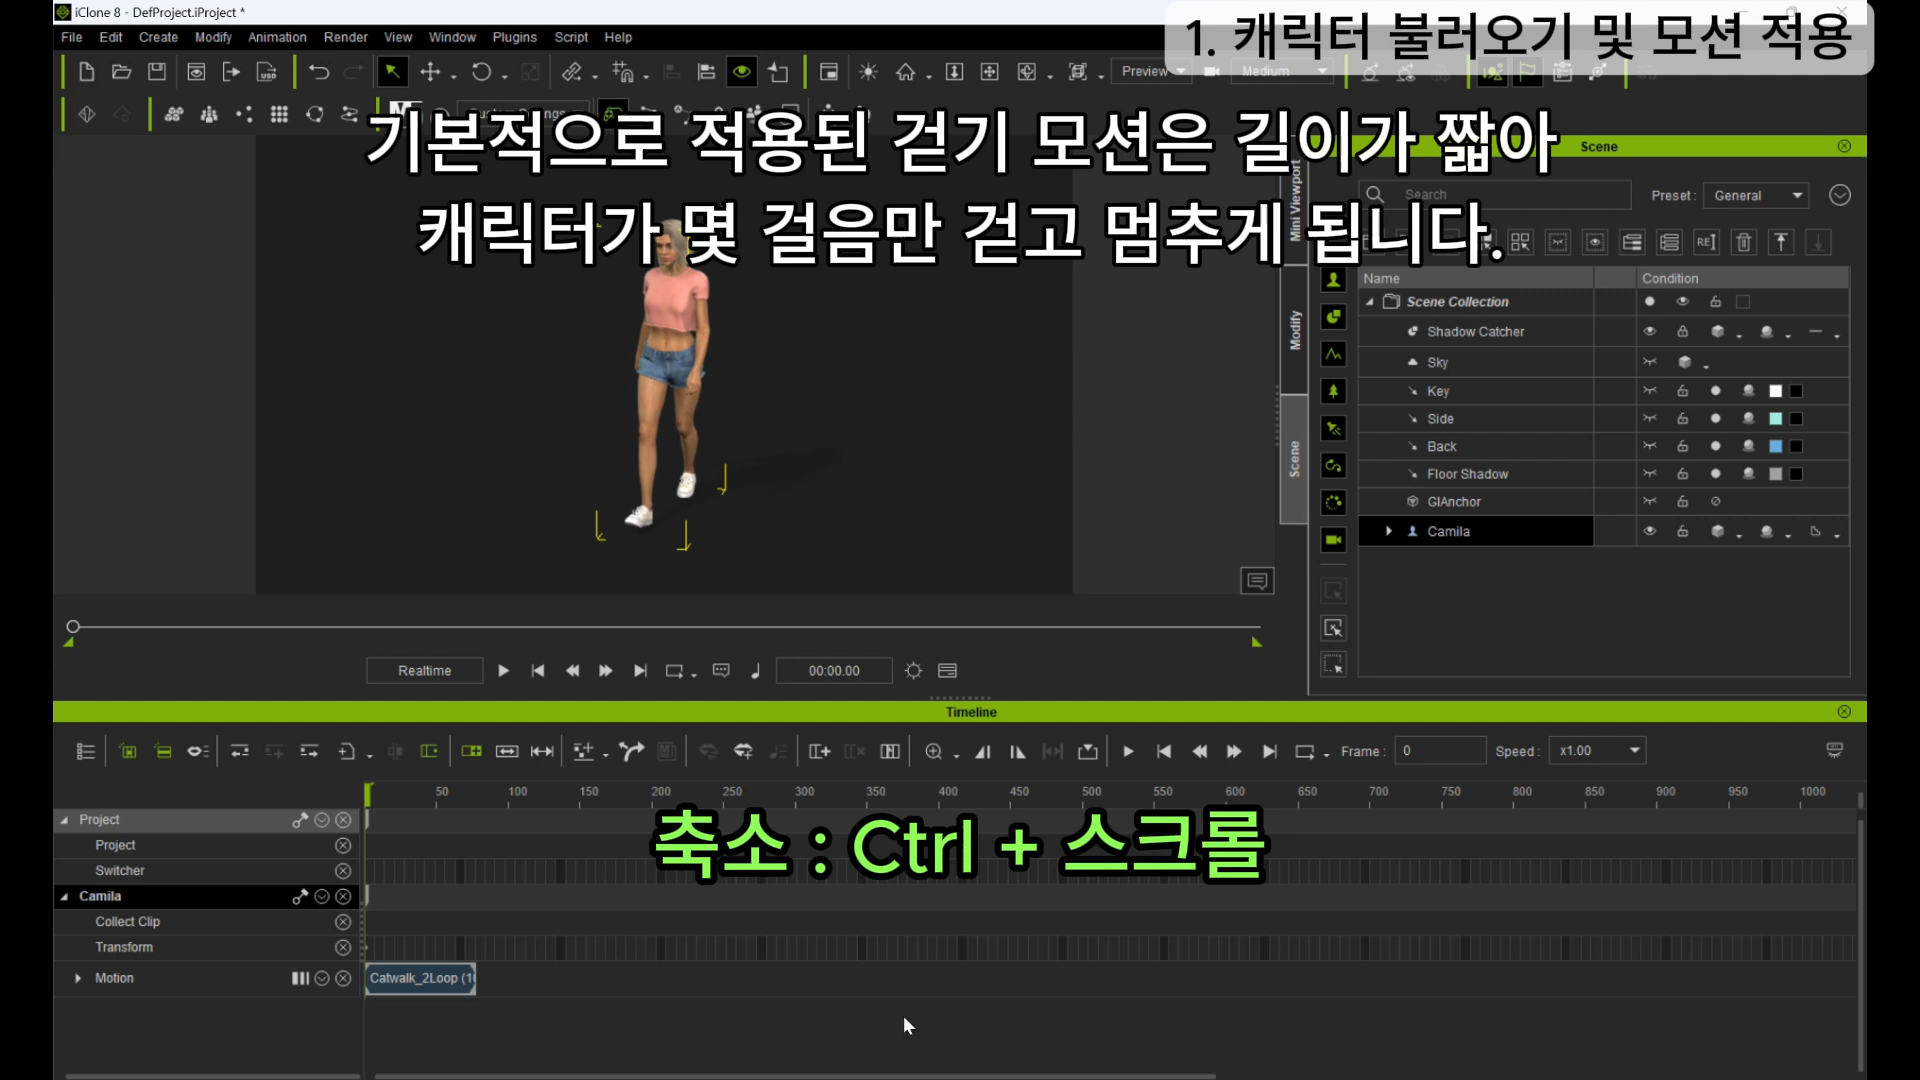 iClone 8 - DefProject.iProject *
1. 캐릭터 불러오기 및 모션 적용
File Edit Create Modify Animation Render View Window Plugins Script Help
Preview
Medium
기본적으로 적용된 걷기 모션은 길이가 짧아
캐릭터가 몇 걸음만 걷고 멈추게 됩니다.
Scene
Search
Preset : General
Mini Viewport
Modify
Scene
Name Condition
Scene Collection
Shadow Catcher
Sky
Key
Side
Back
Floor Shadow
GIAnchor
Camila
Realtime
00:00.00
Timeline
Frame : 0 Speed : x1.00
50 100 150 200 250 300 350 400 450 500 550 600 650 700 750 800 850 900 950 1000
축소 : Ctrl + 스크롤
Project
Project
Switcher
Camila
Collect Clip
Transform
Motion
Catwalk_2Loop